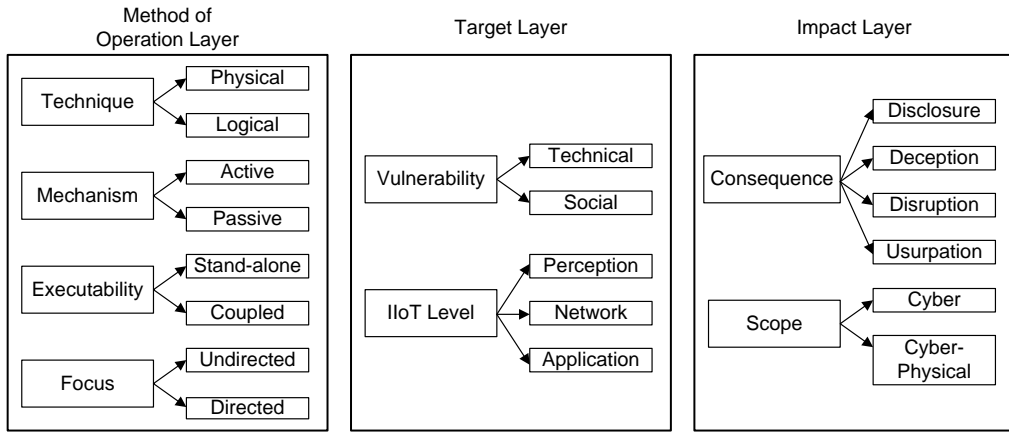 Method of
Operation Layer
Technique
Physical
Logical
Mechanism
Active
Passive
Executability
Stand-alone
Coupled
Focus
Undirected
Directed
Target Layer
Vulnerability
Technical
Social
IIoT Level
Perception
Network
Application
Impact Layer
Consequence
Disclosure
Deception
Disruption
Usurpation
Scope
Cyber
Cyber-
Physical